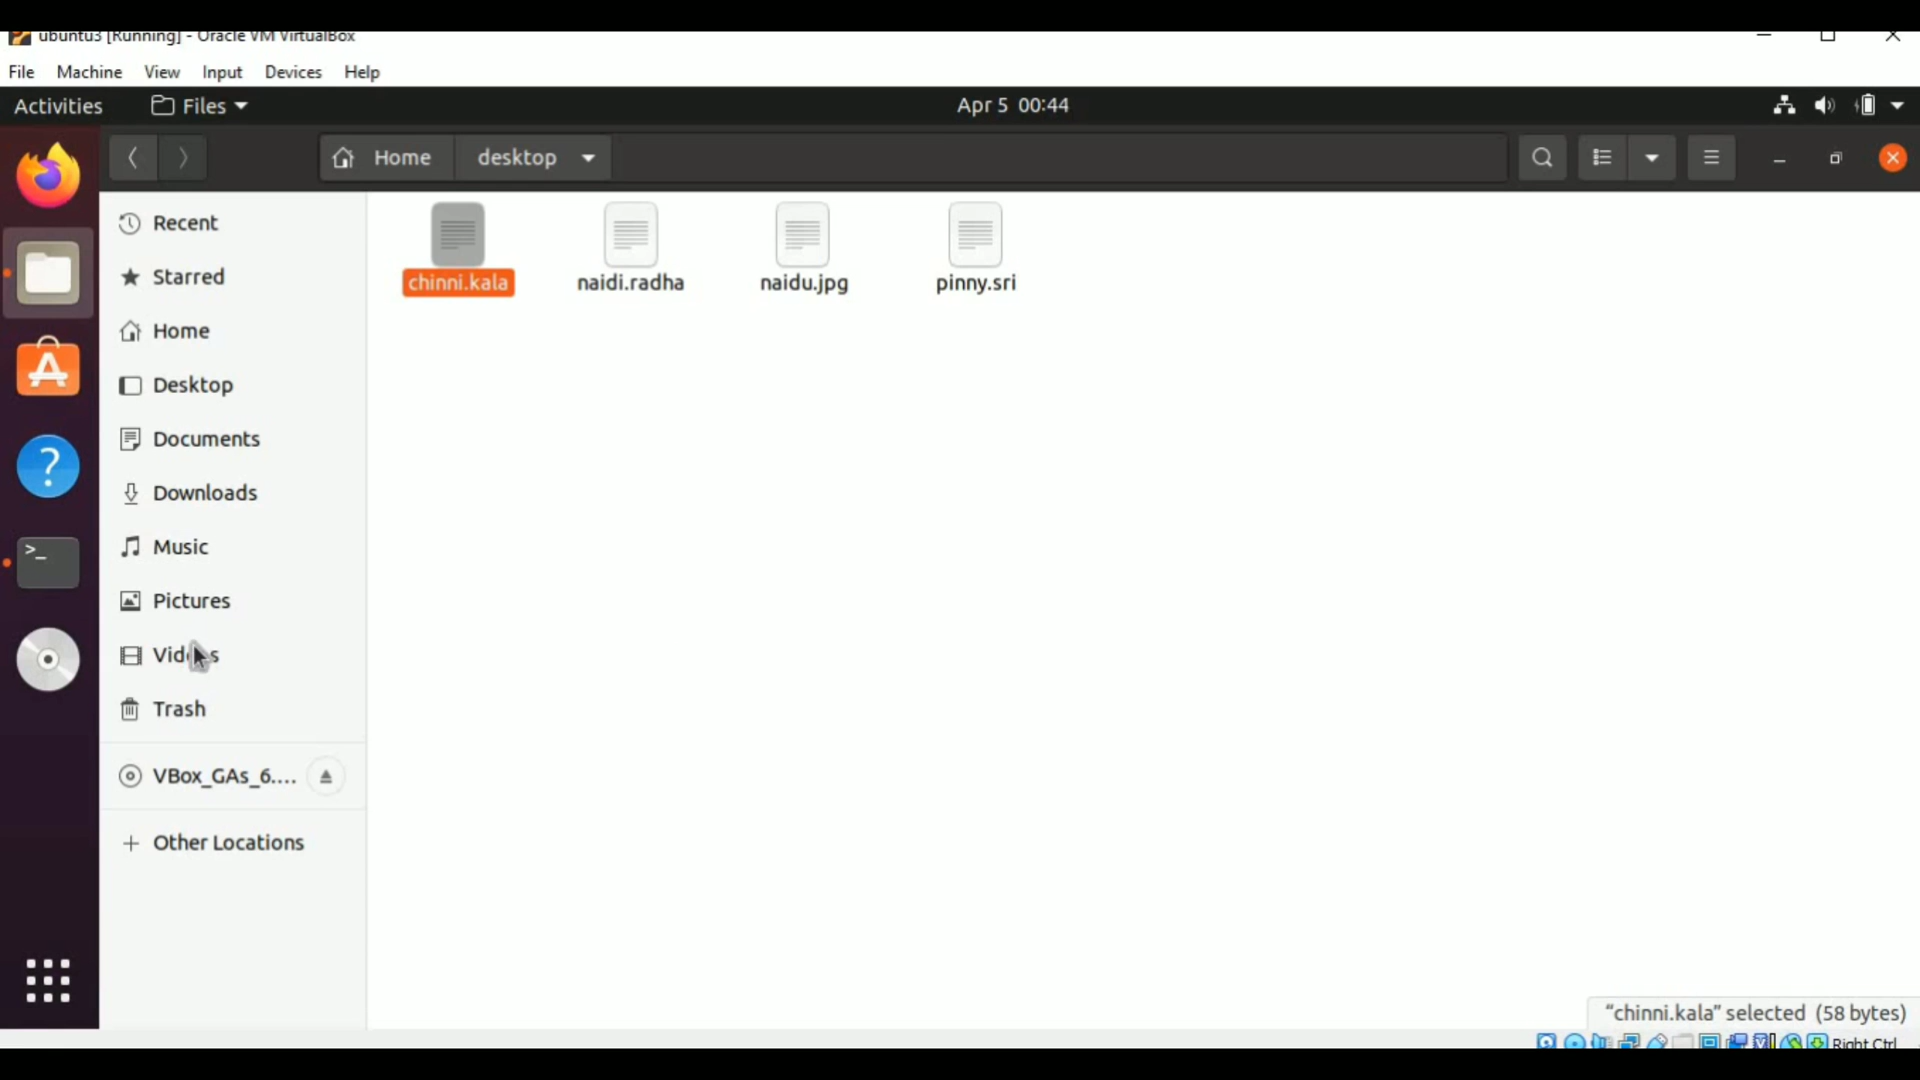 ubuntu3 [Running] - Oracle VM VirtualBox
File Machine View Input Devices Help
Activities Files Apr 5 00:44
Home desktop
Recent
Starred
Home
Desktop
Documents
Downloads
Music
Pictures
Videos
Trash
VBox_GAs_6....
Other Locations
chinni.kala naidi.radha naidu.jpg pinny.sri
"chinni.kala" selected (58 bytes)
Right Ctrl